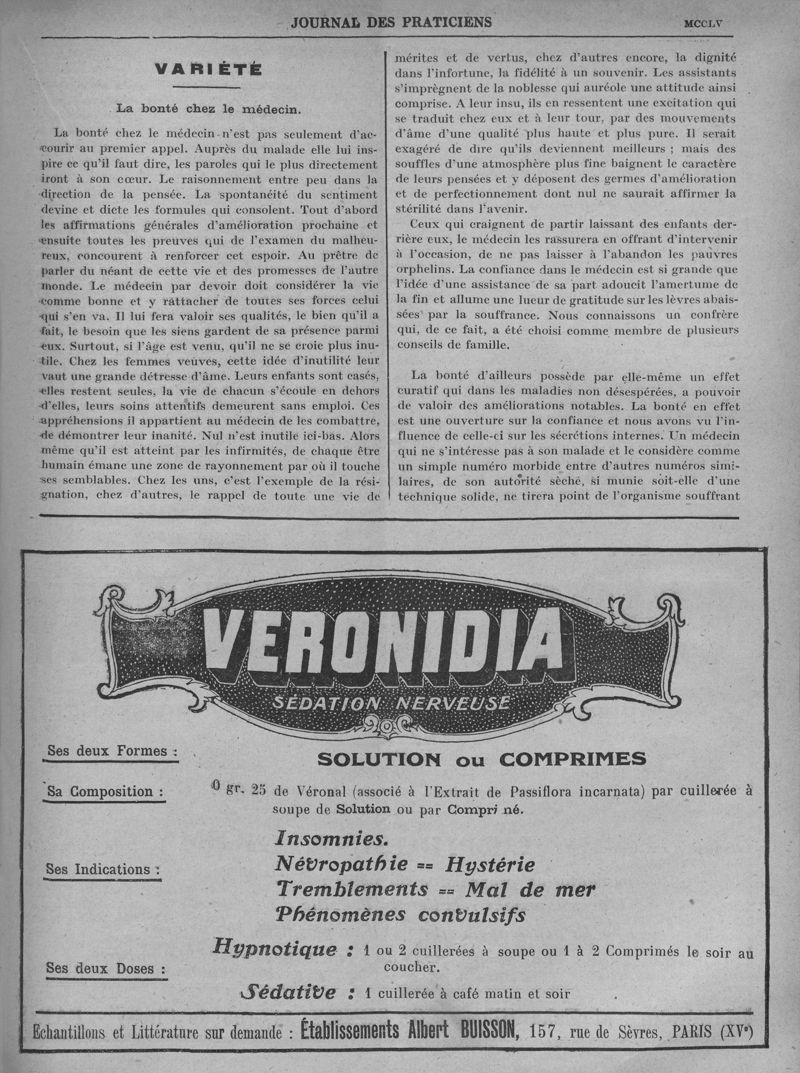 JOURNAL DES PRATICIENS
MCCLV
VARIÉTÉ
La bonté chez le médecin.
La bonté chez le médecin n'est pas seulement d'ac-
courir au premier appel. Auprès du malade elle lui ins-
pire ce qu'il faut dire, les paroles qui le plus directement
iront à son cœur. Le raisonnement entre peu dans la
direction de la pensée. La spontanéité du sentiment
devine et dicte les formules qui consolent. Tout d'abord
les affirmations générales d'amélioration prochaine et
ensuite toutes les preuves qui de l'examen du malheu-
reux, concourent à renforcer cet espoir. Au prêtre de
parler du néant de cette vie et des promesses de l'autre
monde. Le médecin par devoir doit considérer la vie
comme bonne et y rattacher de toutes ses forces celui
qui s'en va. Il lui fera valoir ses qualités, le bien qu'il a
fait, le besoin que les siens gardent de sa présence parmi
eux. Surtout, si l'âge est venu, qu'il ne se croie plus inu-
tile. Chez les femmes veuves, cette idée d'inutilité leur
vaut une grande détresse d'âme. Leurs enfants sont casés,
elles restent seules, la vie de chacun s'écoule en dehors
d'elles, leurs soins attentifs demeurent sans emploi. Ces
appréhensions il appartient au médecin de les combattre,
de démontrer leur inanité. Nul n'est inutile ici-bas. Alors
même qu'il est atteint par les infirmités, de chaque être
humain émane une zone de rayonnement par où il touche
ses semblables. Chez les uns, c'est l'exemple de la rési-
gnation, chez d'autres, le rappel de toute une vie de
mérites et de vertus, chez d'autres encore, la dignité
dans l'infortune, la fidélité à un souvenir. Les assistants
s'imprègnent de la noblesse qui auréole une attitude ainsi
comprise. A leur insu, ils en ressentent une excitation qui
se traduit chez eux et à leur tour, par des mouvements
d'âme d'une qualité plus haute et plus pure. Il serait
exagéré de dire qu'ils deviennent meilleurs ; mais des
souffles d'une atmosphère plus fine baignent le caractère
de leurs pensées et y déposent des germes d'amélioration
et de perfectionnement dont nul ne saurait affirmer la
stérilité dans l'avenir.
Ceux qui craignent de partir laissant des enfants der-
rière eux, le médecin les rassurera en offrant d'intervenir
à l'occasion, de ne pas laisser à l'abandon les pauvres
orphelins. La confiance dans le médecin est si grande que
l'idée d'une assistance de sa part adoucit l'amertume de
la fin et allume une lueur de gratitude sur les lèvres abais-
sées par la souffrance. Nous connaissons un confrère
qui, de ce fait, a été choisi comme membre de plusieurs
conseils de famille.
La bonté d'ailleurs possède par elle-même un effet
curatif qui dans les maladies non désespérées, a pouvoir
de valoir des améliorations notables. La bonté en effet
est une ouverture sur la confiance et nous avons vu l'in-
fluence de celle-ci sur les sécrétions internes. Un médecin
qui ne s'intéresse pas à son malade et le considère comme
un simple numéro morbide entre d'autres numéros simi-
laires, de son autorité sèche, si munie soit-elle d'une
technique solide, ne tirera point de l'organisme souffrant
VERONIDIA
SÉDATION NERVEUSE
Ses deux Formes :
SOLUTION ou COMPRIMES
Sa Composition :
0 gr. 25 de Véronal (associé à l'Extrait de Passiflora incarnata) par cuillerée à
soupe de Solution ou par Compri né.
Ses Indications :
Insomnies.
Névropathie == Hystérie
Tremblements == Mal de mer
Phénomènes convulsifs
Ses deux Doses :
Hypnotique : 1 ou 2 cuillerées à soupe ou 1 à 2 Comprimés le soir au
coucher.
Sédative : 1 cuillerée à café matin et soir
Echantillons et Littérature sur demande : Établissements Albert BUISSON, 157, rue de Sèvres, PARIS (XVe)